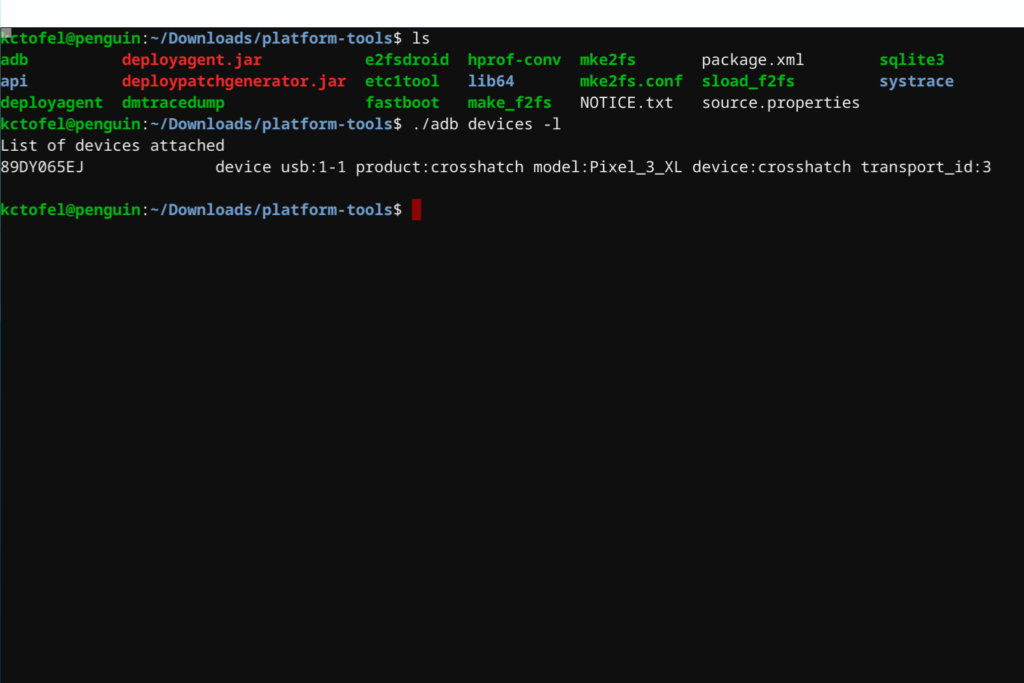 kctofel@penguin:~/Downloads/platform-tools$ ls
adb deployagent.jar e2fsdroid hprof-conv mke2fs package.xml sqlite3
api deploypatchgenerator.jar etc1tool lib64 mke2fs.conf sload_f2fs systrace
deployagent dmtracedump fastboot make_f2fs NOTICE.txt source.properties
kctofel@penguin:~/Downloads/platform-tools$ ./adb devices -l
List of devices attached
89DY065EJ device usb:1-1 product:crosshatch model:Pixel_3_XL device:crosshatch transport_id:3
kctofel@penguin:~/Downloads/platform-tools$